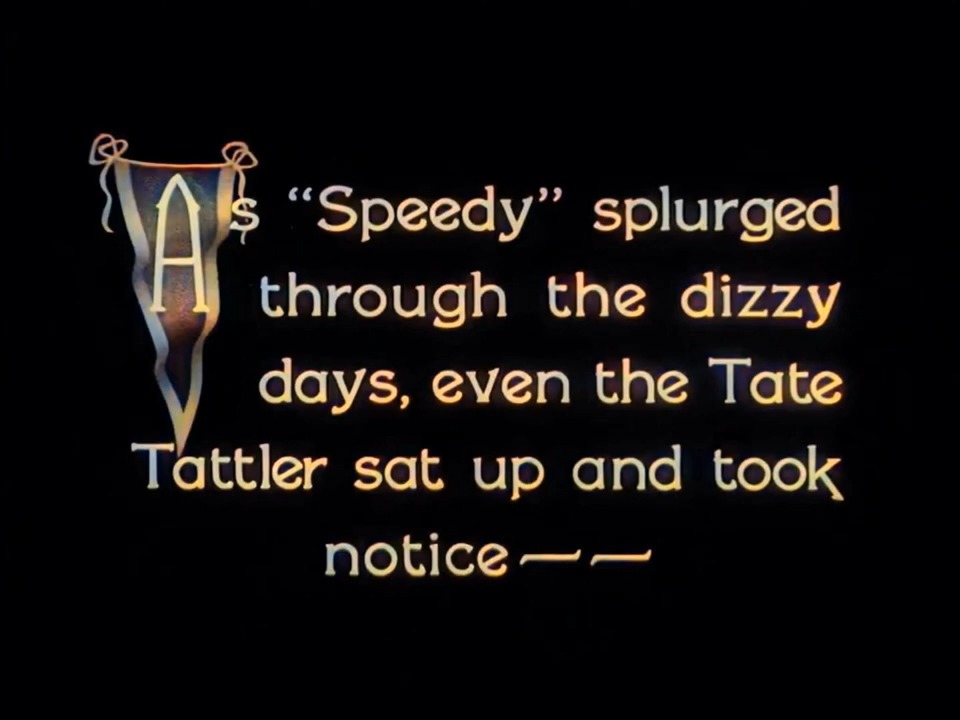 As “Speedy” splurged
through the dizzy
days, even the Tate
Tattler sat up and took
notice — —